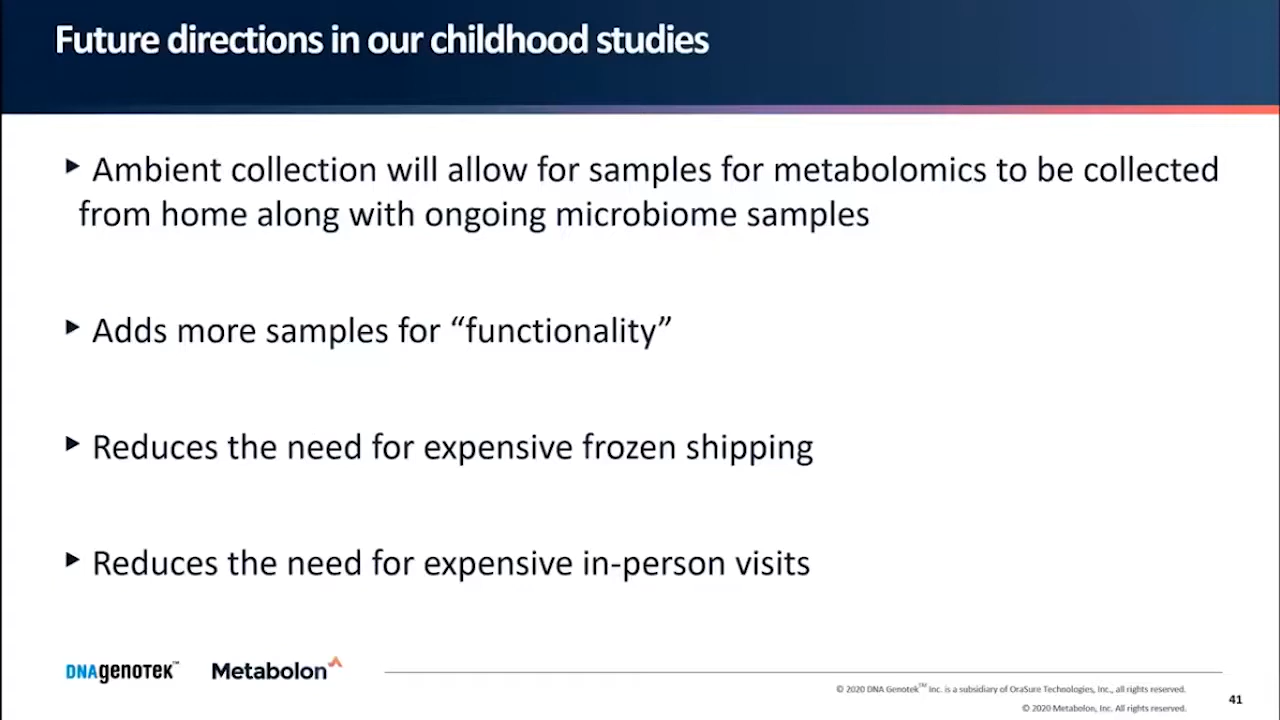 Future directions in our childhood studies
▶ Ambient collection will allow for samples for metabolomics to be collected
from home along with ongoing microbiome samples
▶ Adds more samples for “functionality”
▶ Reduces the need for expensive frozen shipping
▶ Reduces the need for expensive in-person visits
DNAgenotek™ Metabolon
© 2020 DNA Genotek™ Inc. is a subsidiary of OraSure Technologies, Inc., all rights reserved.
© 2020 Metabolon, Inc. All rights reserved.
41